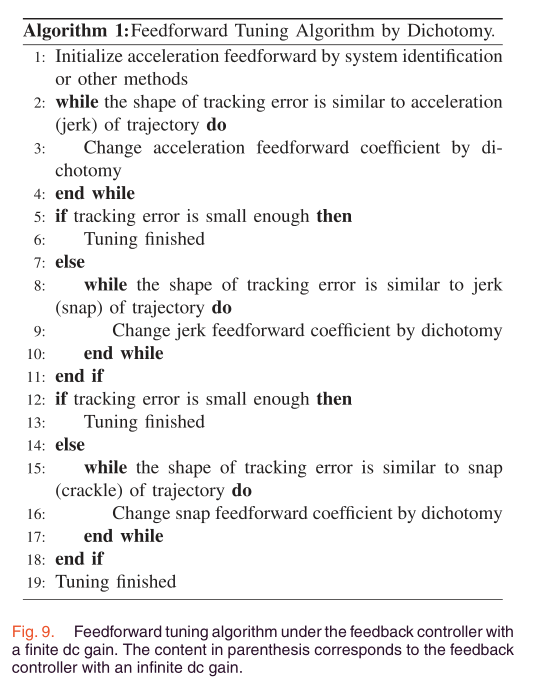 Algorithm 1:Feedforward Tuning Algorithm by Dichotomy.
1: Initialize acceleration feedforward by system identification
or other methods
2: while the shape of tracking error is similar to acceleration
(jerk) of trajectory do
3: Change acceleration feedforward coefficient by di-
chotomy
4: end while
5: if tracking error is small enough then
6: Tuning finished
7: else
8: while the shape of tracking error is similar to jerk
(snap) of trajectory do
9: Change jerk feedforward coefficient by dichotomy
10: end while
11: end if
12: if tracking error is small enough then
13: Tuning finished
14: else
15: while the shape of tracking error is similar to snap
(crackle) of trajectory do
16: Change snap feedforward coefficient by dichotomy
17: end while
18: end if
19: Tuning finished
Fig. 9. Feedforward tuning algorithm under the feedback controller with
a finite dc gain. The content in parenthesis corresponds to the feedback
controller with an infinite dc gain.